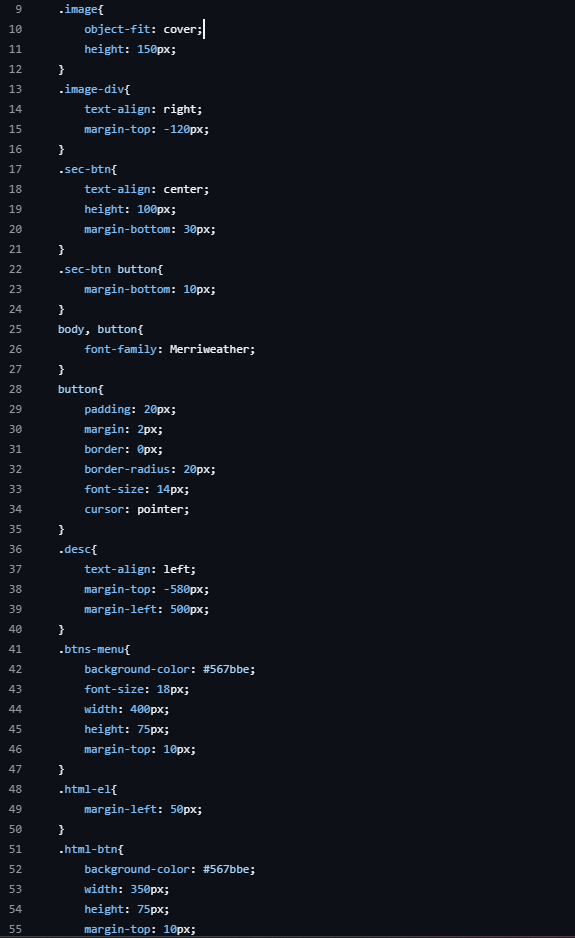 9 .image{
10 object-fit: cover;
11 height: 150px;
12 }
13 .image-div{
14 text-align: right;
15 margin-top: -120px;
16 }
17 .sec-btn{
18 text-align: center;
19 height: 100px;
20 margin-bottom: 30px;
21 }
22 .sec-btn button{
23 margin-bottom: 10px;
24 }
25 body, button{
26 font-family: Merriweather;
27 }
28 button{
29 padding: 20px;
30 margin: 2px;
31 border: 0px;
32 border-radius: 20px;
33 font-size: 14px;
34 cursor: pointer;
35 }
36 .desc{
37 text-align: left;
38 margin-top: -580px;
39 margin-left: 500px;
40 }
41 .btns-menu{
42 background-color: #567bbe;
43 font-size: 18px;
44 width: 400px;
45 height: 75px;
46 margin-top: 10px;
47 }
48 .html-el{
49 margin-left: 50px;
50 }
51 .html-btn{
52 background-color: #567bbe;
53 width: 350px;
54 height: 75px;
55 margin-top: 10px;